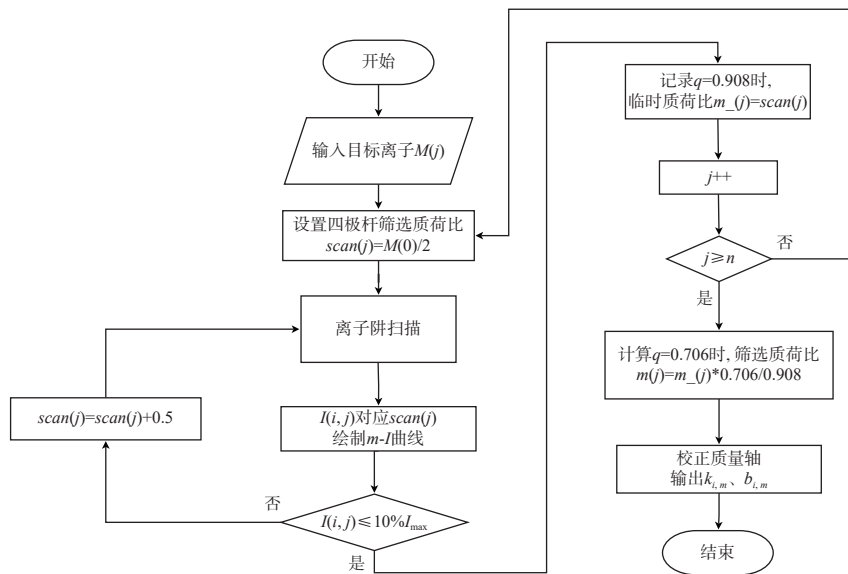 开始
输入目标离子M(j)
设置四极杆筛选质荷比
scan(j)=M(0)/2
离子阱扫描
I(i, j)对应scan(j)
绘制m-I曲线
I(i, j)≤10%Imax
否
是
scan(j)=scan(j)+0.5
记录q=0.908时,
临时质荷比m_(j)=scan(j)
j++
j≥n
否
是
计算q=0.706时, 筛选质荷比
m(j)=m_(j)*0.706/0.908
校正质量轴
输出ki, m、bi, m
结束